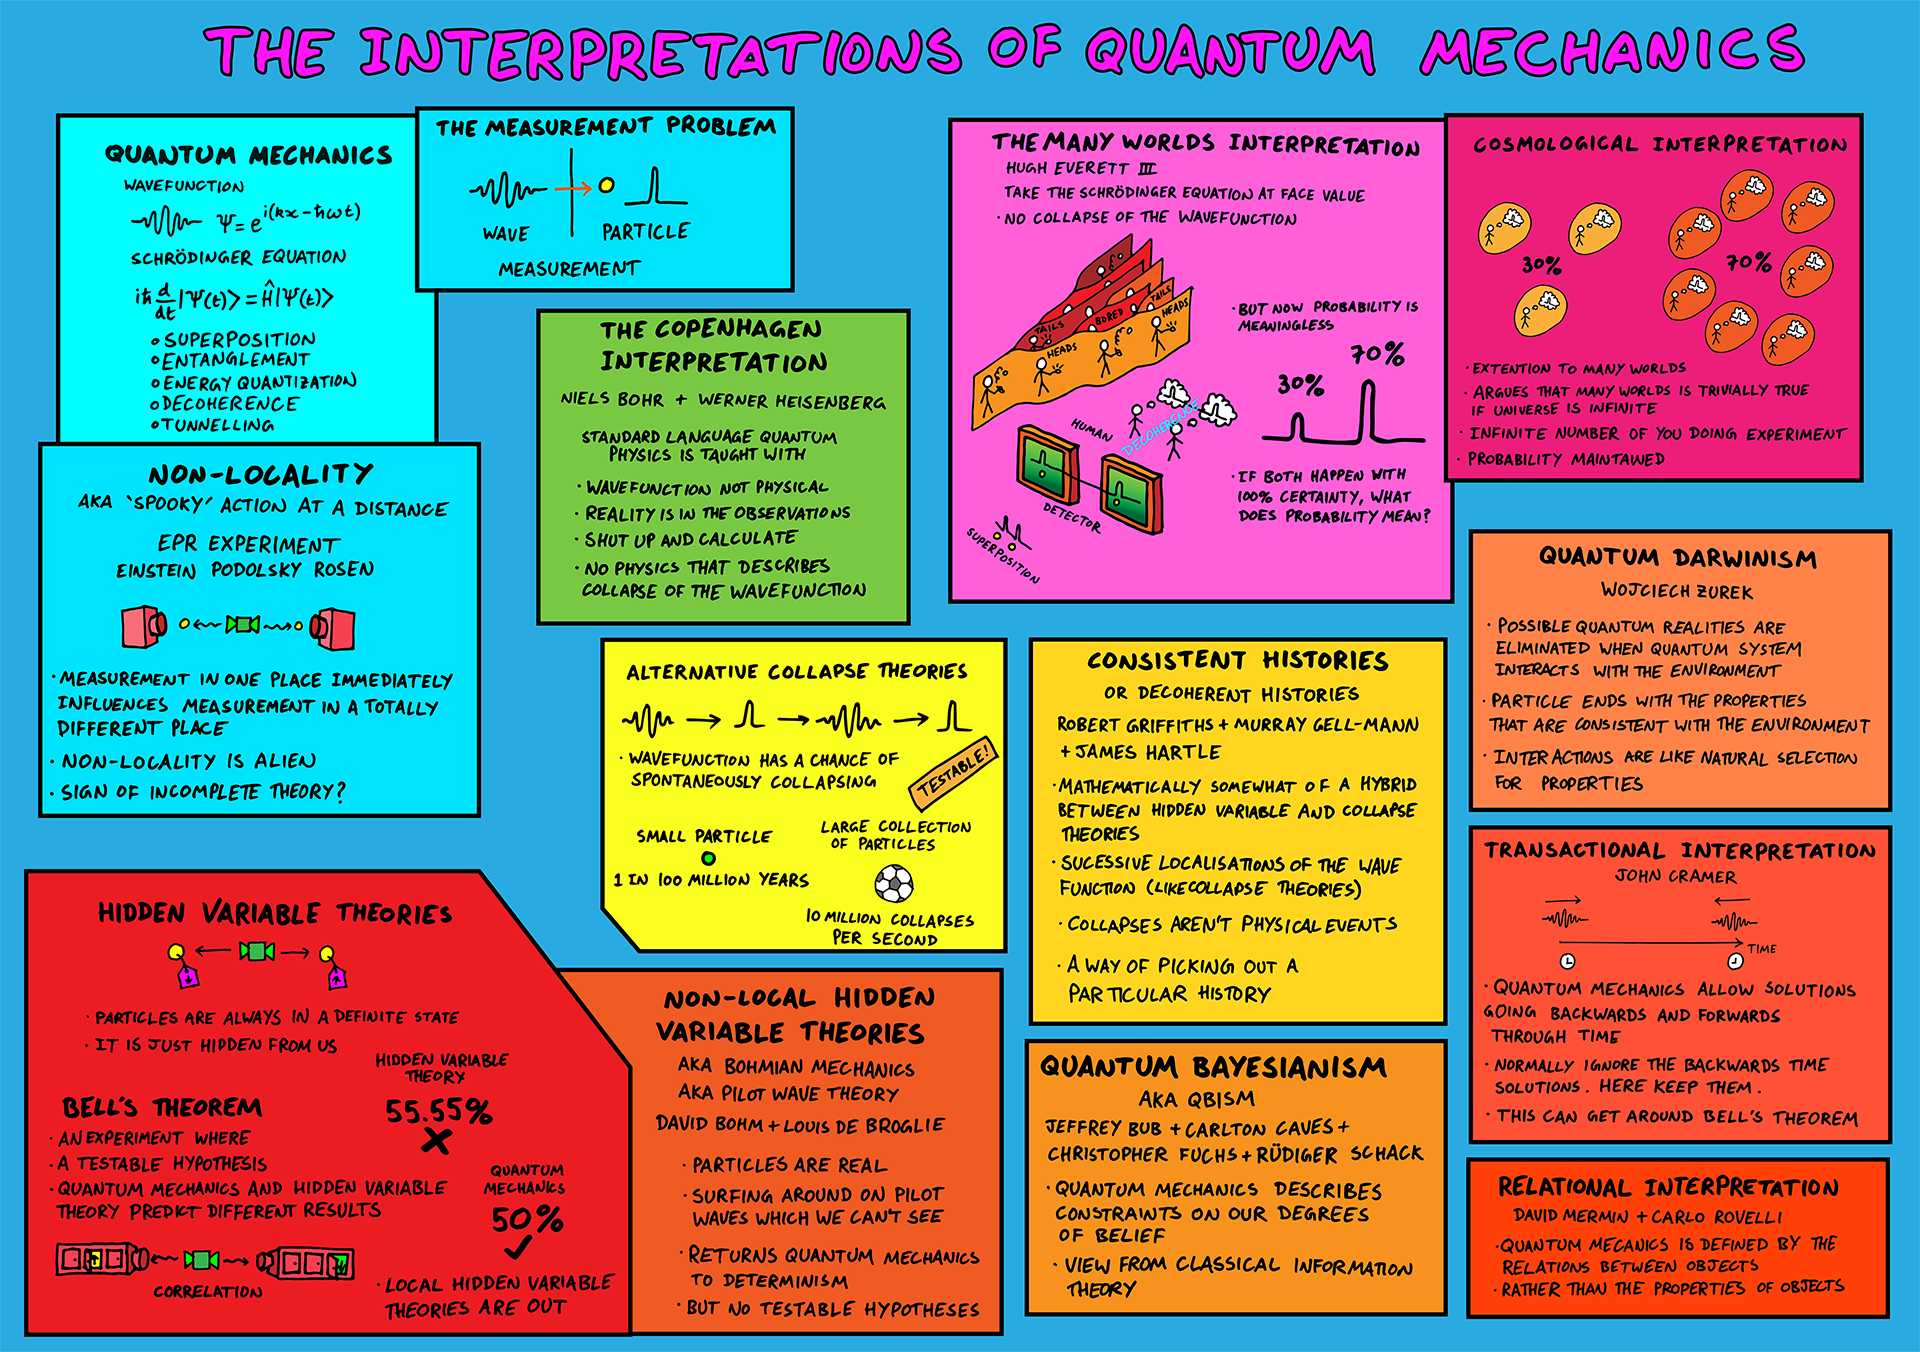 THE INTERPRETATIONS OF QUANTUM MECHANICS
QUANTUM MECHANICS
WAVEFUNCTION
Ψ = e^i(kx-ħωt)
SCHRÖDINGER EQUATION
iħ d/dt |Ψ(t)> = Ĥ|Ψ(t)>
∘ SUPERPOSITION
∘ ENTANGLEMENT
∘ ENERGY QUANTIZATION
∘ DECOHERENCE
∘ TUNNELLING
THE MEASUREMENT PROBLEM
WAVE
PARTICLE
MEASUREMENT
NON-LOCALITY
AKA 'SPOOKY' ACTION AT A DISTANCE
EPR EXPERIMENT
EINSTEIN PODOLSKY ROSEN
· MEASUREMENT IN ONE PLACE IMMEDIATELY
INFLUENCES MEASUREMENT IN A TOTALLY
DIFFERENT PLACE
· NON-LOCALITY IS ALIEN
· SIGN OF INCOMPLETE THEORY?
THE COPENHAGEN
INTERPRETATION
NIELS BOHR + WERNER HEISENBERG
STANDARD LANGUAGE QUANTUM
PHYSICS IS TAUGHT WITH
· WAVEFUNCTION NOT PHYSICAL
· REALITY IS IN THE OBSERVATIONS
· SHUT UP AND CALCULATE
· NO PHYSICS THAT DESCRIBES
COLLAPSE OF THE WAVEFUNCTION
THE MANY WORLDS INTERPRETATION
HUGH EVERETT III
TAKE THE SCHRÖDINGER EQUATION AT FACE VALUE
· NO COLLAPSE OF THE WAVEFUNCTION
TAILS
HEADS
BORED
TAILS
HEADS
HUMAN
DECOHERENCE
DETECTOR
SUPERPOSITION
· BUT NOW PROBABILITY IS
MEANINGLESS
30%
70%
· IF BOTH HAPPEN WITH
100% CERTAINTY, WHAT
DOES PROBABILITY MEAN?
COSMOLOGICAL INTERPRETATION
30%
70%
· EXTENTION TO MANY WORLDS
· ARGUES THAT MANY WORLDS IS TRIVIALLY TRUE
IF UNIVERSE IS INFINITE
· INFINITE NUMBER OF YOU DOING EXPERIMENT
· PROBABILITY MAINTAWED
ALTERNATIVE COLLAPSE THEORIES
· WAVEFUNCTION HAS A CHANCE OF
SPONTANEOUSLY COLLAPSING
TESTABLE!
SMALL PARTICLE
1 IN 100 MILLION YEARS
LARGE COLLECTION
OF PARTICLES
10 MILLION COLLAPSES
PER SECOND
CONSISTENT HISTORIES
OR DECOHERENT HISTORIES
ROBERT GRIFFITHS + MURRAY GELL-MANN
+ JAMES HARTLE
· MATHEMATICALLY SOMEWHAT OF A HYBRID
BETWEEN HIDDEN VARIABLE AND COLLAPSE
THEORIES
· SUCESSIVE LOCALISATIONS OF THE WAVE
FUNCTION (LIKE COLLAPSE THEORIES)
· COLLAPSES AREN'T PHYSICAL EVENTS
· A WAY OF PICKING OUT A
PARTICULAR HISTORY
QUANTUM DARWINISM
WOJCIECH ZUREK
· POSSIBLE QUANTUM REALITIES ARE
ELIMINATED WHEN QUANTUM SYSTEM
INTERACTS WITH THE ENVIRONMENT
· PARTICLE ENDS WITH THE PROPERTIES
THAT ARE CONSISTENT WITH THE ENVIRONMENT
· INTERACTIONS ARE LIKE NATURAL SELECTION
FOR PROPERTIES
HIDDEN VARIABLE THEORIES
· PARTICLES ARE ALWAYS IN A DEFINITE STATE
· IT IS JUST HIDDEN FROM US
HIDDEN VARIABLE
THEORY
55.55%
BELL'S THEOREM
· AN EXPERIMENT WHERE
· A TESTABLE HYPOTHESIS
· QUANTUM MECHANICS AND HIDDEN VARIABLE
THEORY PREDICT DIFFERENT RESULTS
QUANTUM
MECHANICS
50%
CORRELATION
· LOCAL HIDDEN VARIABLE
THEORIES ARE OUT
NON-LOCAL HIDDEN
VARIABLE THEORIES
AKA BOHMIAN MECHANICS
AKA PILOT WAVE THEORY
DAVID BOHM + LOUIS DE BROGLIE
· PARTICLES ARE REAL
· SURFING AROUND ON PILOT
WAVES WHICH WE CAN'T SEE
· RETURNS QUANTUM MECHANICS
TO DETERMINISM
· BUT NO TESTABLE HYPOTHESES
QUANTUM BAYESIANISM
AKA QBISM
JEFFREY BUB + CARLTON CAVES +
CHRISTOPHER FUCHS + RÜDIGER SCHACK
· QUANTUM MECHANICS DESCRIBES
CONSTRAINTS ON OUR DEGREES
OF BELIEF
· VIEW FROM CLASSICAL INFORMATION
THEORY
TRANSACTIONAL INTERPRETATION
JOHN CRAMER
TIME
· QUANTUM MECHANICS ALLOW SOLUTIONS
GOING BACKWARDS AND FORWARDS
THROUGH TIME
· NORMALLY IGNORE THE BACKWARDS TIME
SOLUTIONS. HERE KEEP THEM.
· THIS CAN GET AROUND BELL'S THEOREM
RELATIONAL INTERPRETATION
DAVID MERMIN + CARLO ROVELLI
· QUANTUM MECANICS IS DEFINED BY THE
RELATIONS BETWEEN OBJECTS
· RATHER THAN THE PROPERTIES OF OBJECTS